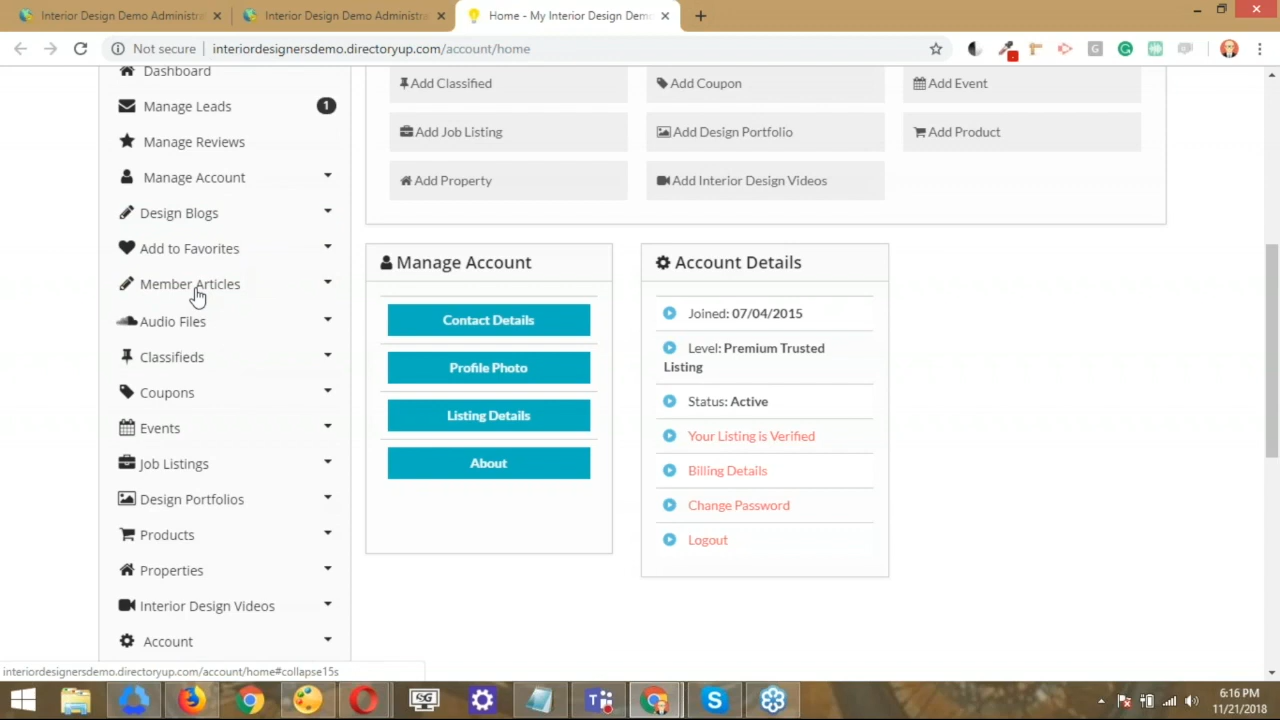 Interior Design Demo Administra
Interior Design Demo Administra
Home - My Interior Design Demo
Not secure
interiordesignersdemo.directoryup.com/account/home
Dashboard
Manage Leads
1
Manage Reviews
Manage Account
Design Blogs
Add to Favorites
Member Articles
Audio Files
Classifieds
Coupons
Events
Job Listings
Design Portfolios
Products
Properties
Interior Design Videos
Account
Add Classified
Add Coupon
Add Event
Add Job Listing
Add Design Portfolio
Add Product
Add Property
Add Interior Design Videos
Manage Account
Contact Details
Profile Photo
Listing Details
About
Account Details
Joined: 07/04/2015
Level: Premium Trusted
Listing
Status: Active
Your Listing is Verified
Billing Details
Change Password
Logout
interiordesignersdemo.directoryup.com/account/home#collapse15s
SG
6:16 PM
11/21/2018